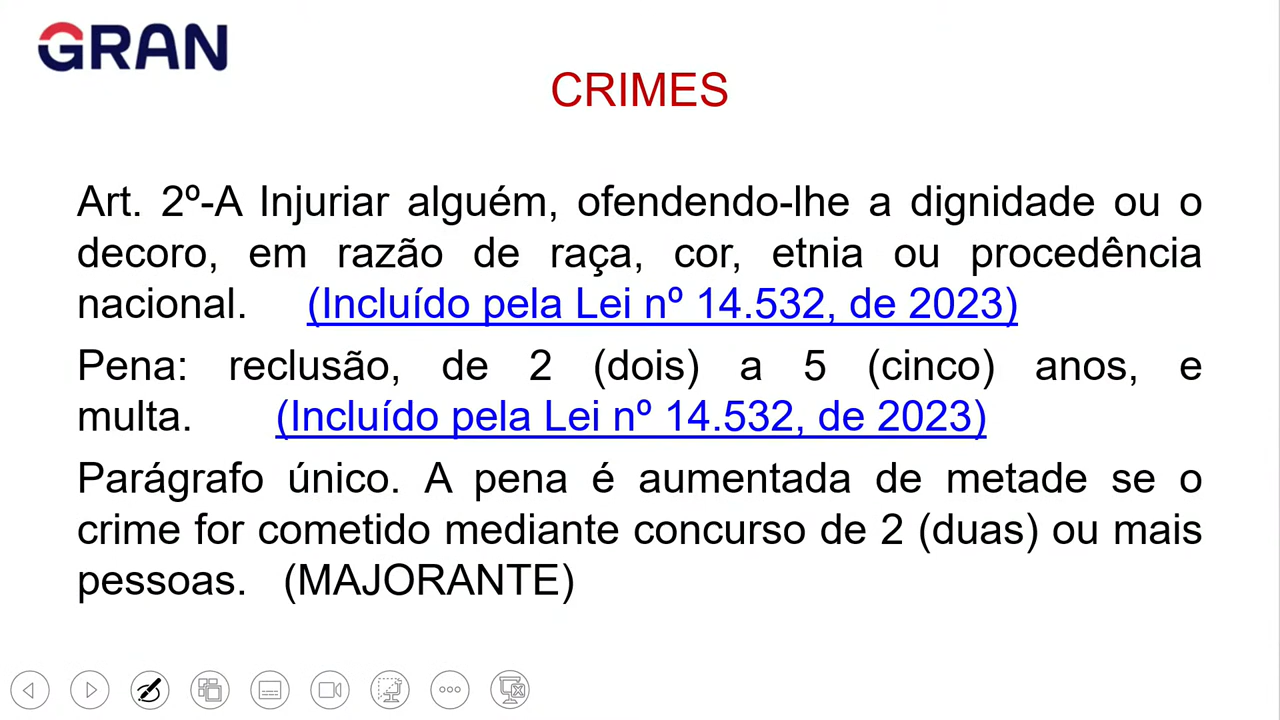 GRAN
CRIMES
Art. 2º-A Injuriar alguém, ofendendo-lhe a dignidade ou o
decoro, em razão de raça, cor, etnia ou procedência
nacional. (Incluído pela Lei nº 14.532, de 2023)
Pena: reclusão, de 2 (dois) a 5 (cinco) anos, e
multa. (Incluído pela Lei nº 14.532, de 2023)
Parágrafo único. A pena é aumentada de metade se o
crime for cometido mediante concurso de 2 (duas) ou mais
pessoas. (MAJORANTE)